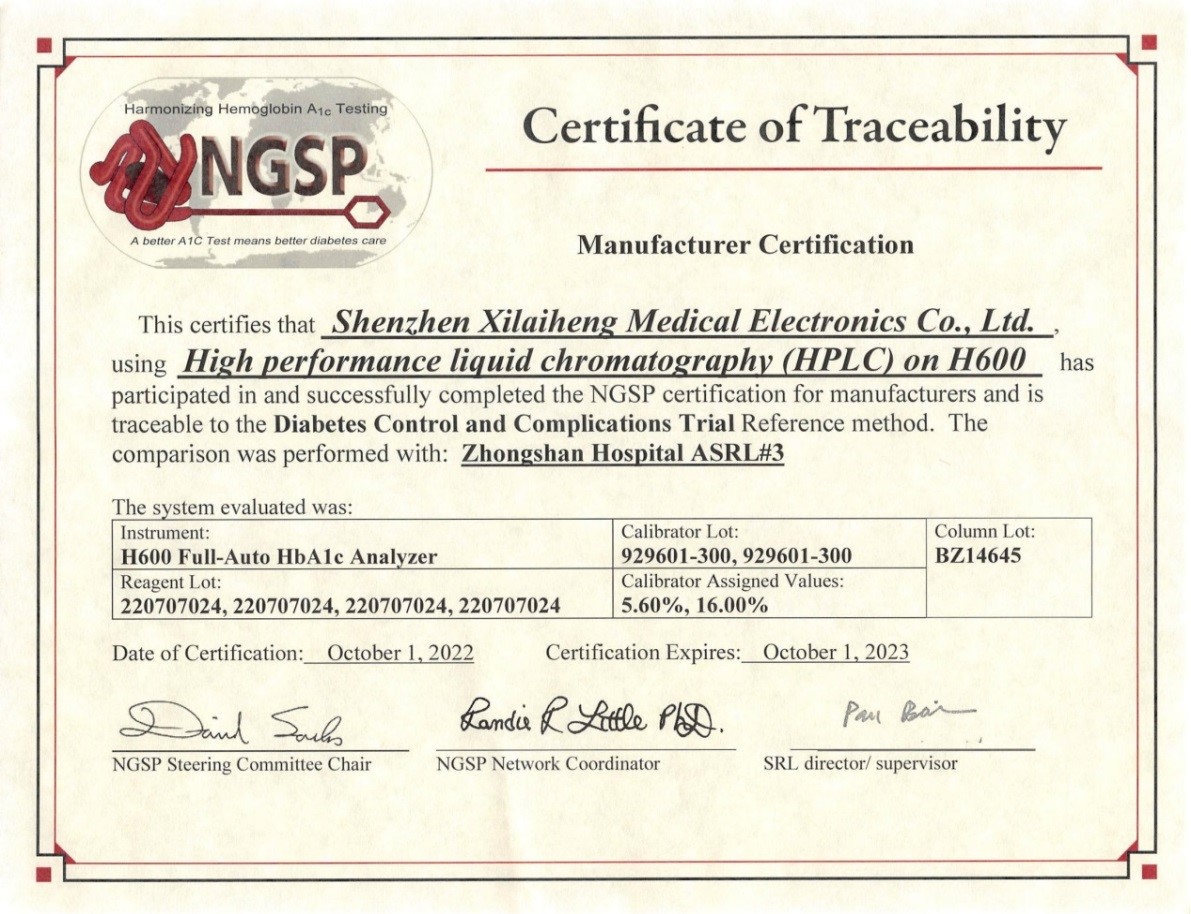 Harmonizing Hemoglobin A1c Testing
NGSP
A better A1C Test means better diabetes care
Certificate of Traceability
Manufacturer Certification
This certifies that Shenzhen Xilaiheng Medical Electronics Co., Ltd. ,
using High performance liquid chromatography (HPLC) on H600 has
participated in and successfully completed the NGSP certification for manufacturers and is
traceable to the Diabetes Control and Complications Trial Reference method. The
comparison was performed with: Zhongshan Hospital ASRL#3
The system evaluated was:
Instrument:
H600 Full-Auto HbA1c Analyzer
Calibrator Lot:
929601-300, 929601-300
Column Lot:
BZ14645
Reagent Lot:
220707024, 220707024, 220707024, 220707024
Calibrator Assigned Values:
5.60%, 16.00%
Date of Certification: October 1, 2022 Certification Expires: October 1, 2023
David Sacks
Randie R Little PhD.
NGSP Steering Committee Chair
NGSP Network Coordinator
SRL director/ supervisor